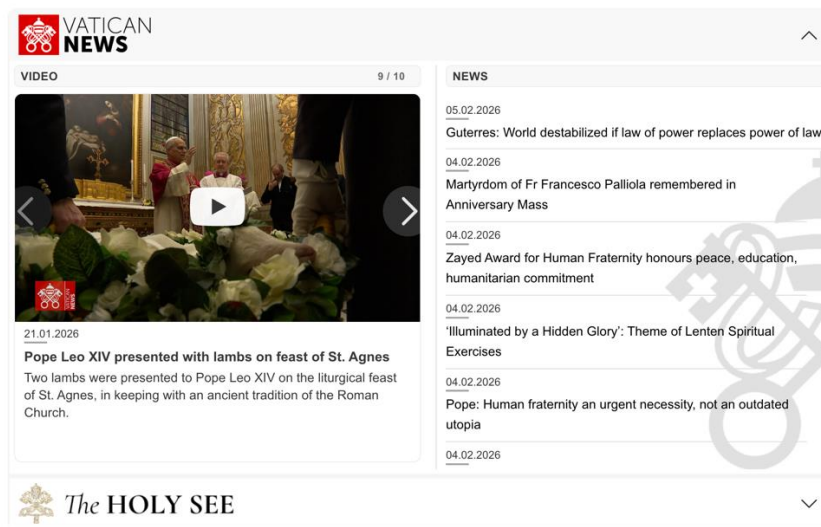 VATICAN
NEWS
VIDEO 9 / 10
21.01.2026
Pope Leo XIV presented with lambs on feast of St. Agnes
Two lambs were presented to Pope Leo XIV on the liturgical feast
of St. Agnes, in keeping with an ancient tradition of the Roman
Church.
NEWS
05.02.2026
Guterres: World destabilized if law of power replaces power of law
04.02.2026
Martyrdom of Fr Francesco Palliola remembered in
Anniversary Mass
04.02.2026
Zayed Award for Human Fraternity honours peace, education,
humanitarian commitment
04.02.2026
‘Illuminated by a Hidden Glory’: Theme of Lenten Spiritual
Exercises
04.02.2026
Pope: Human fraternity an urgent necessity, not an outdated
utopia
04.02.2026
The HOLY SEE